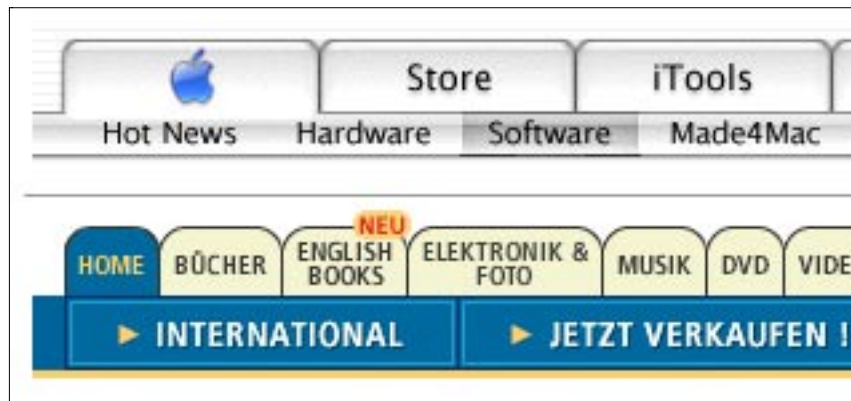 Store iTools
Hot News Hardware Software Made4Mac
NEU
HOME BÜCHER ENGLISH BOOKS ELEKTRONIK & FOTO MUSIK DVD VIDE
INTERNATIONAL JETZT VERKAUFEN !